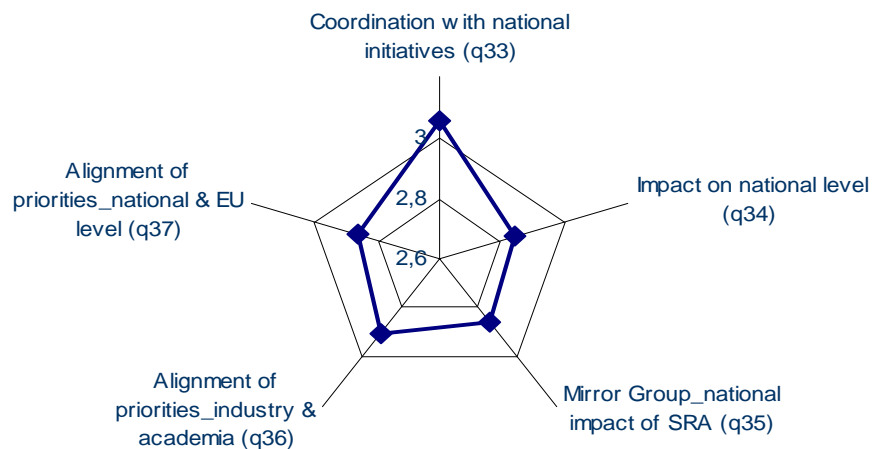 Coordination with national
initiatives (q33)
3
2,8
2,6
Impact on national level
(q34)
Mirror Group_national
impact of SRA (q35)
Alignment of
priorities_industry &
academia (q36)
Alignment of
priorities_national & EU
level (q37)